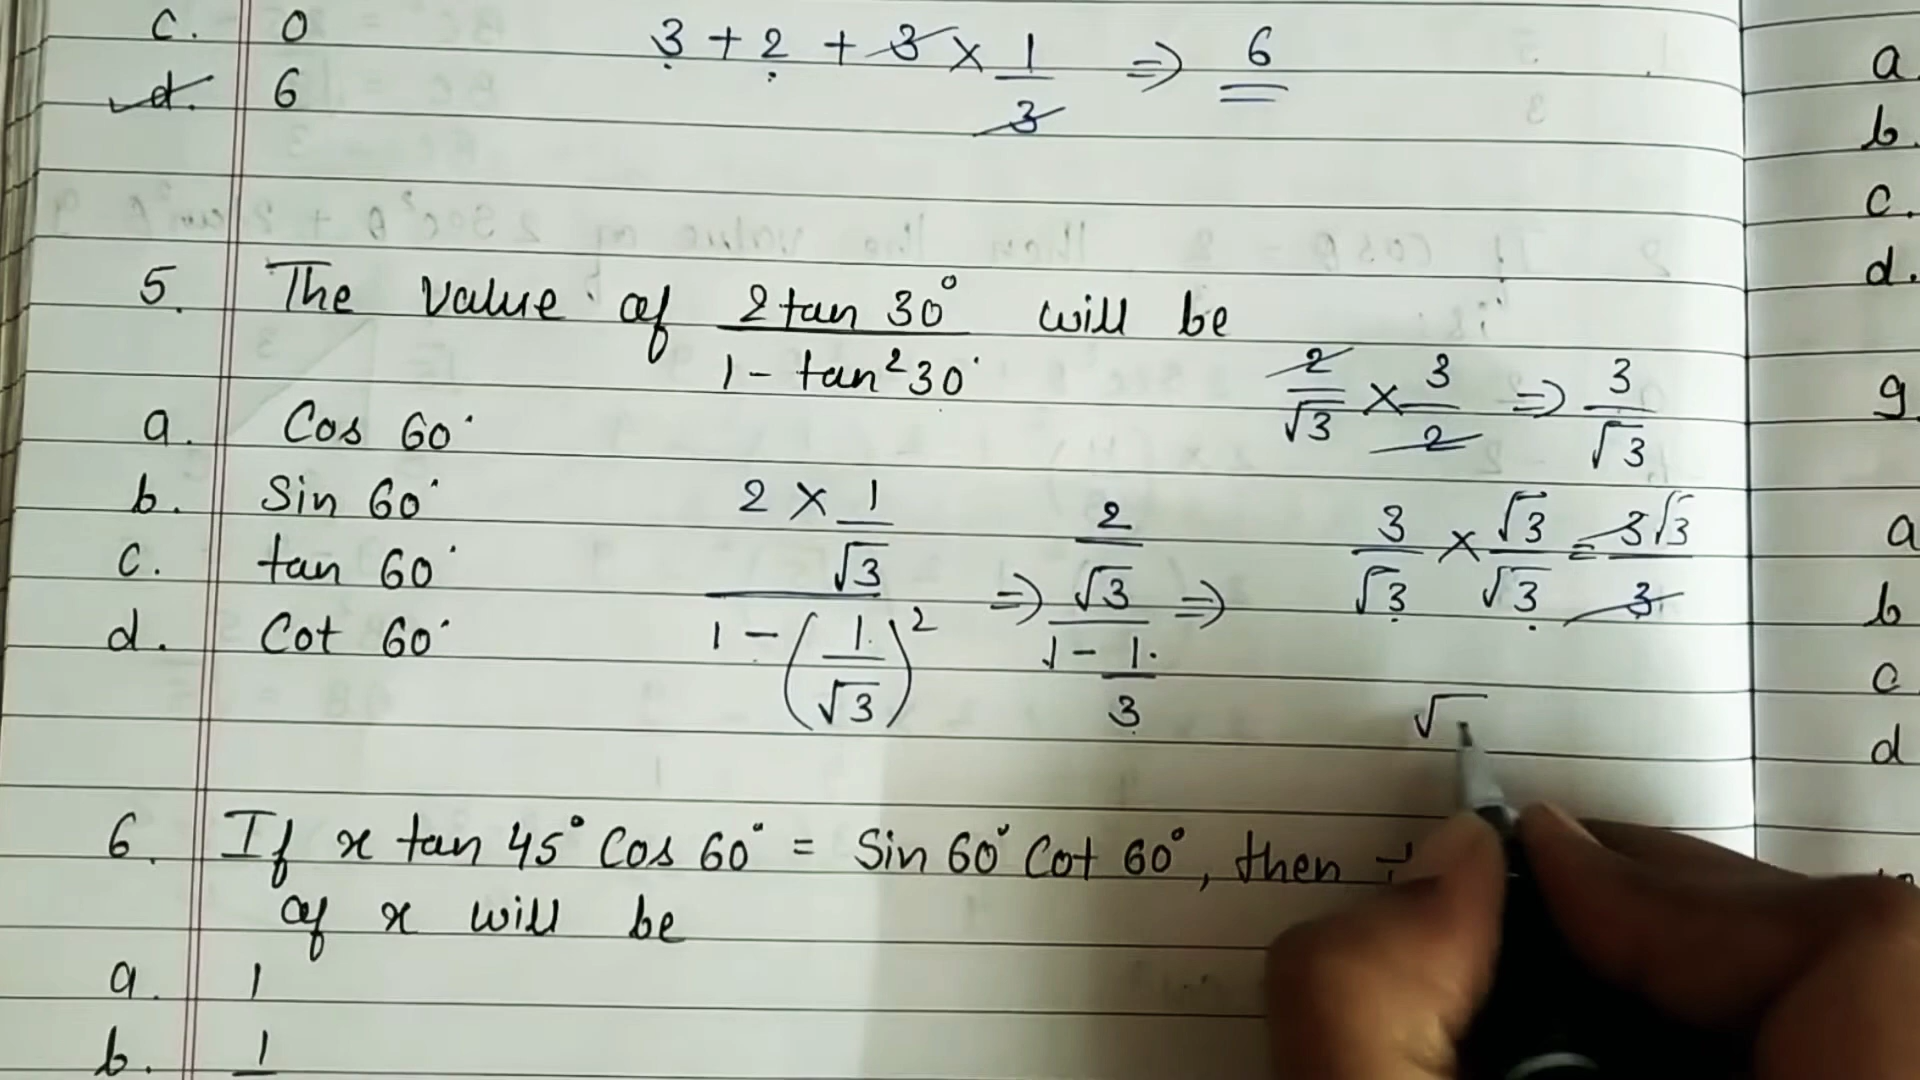 c. 0
3 + 2 + 3 × 1/3 ⇒ 6
d. 6
5. The value of 2 tan 30°/1 - tan²30° will be
2/√3 × 3/2 ⇒ 3/√3
a. Cos 60°
b. Sin 60°
c. tan 60°
d. Cot 60°
2 × 1/√3 / 1 - (1/√3)² ⇒ 2/√3 / 1 - 1/3 ⇒
3/√3 × √3/√3 = 3√3/3
√
6. If x tan 45° Cos 60° = Sin 60° Cot 60°, then
of x will be
a. 1
b. 1
a.
b.
c.
d.
9
a
b
c
d